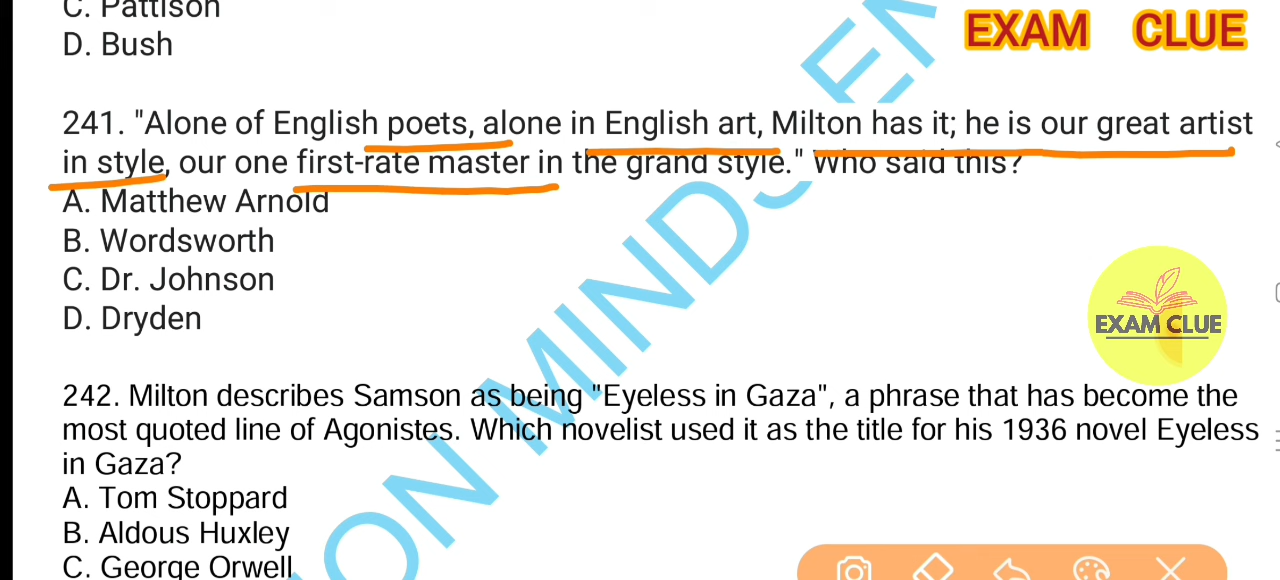 C. Pattison
D. Bush
EXAM CLUE
241. "Alone of English poets, alone in English art, Milton has it; he is our great artist
in style, our one first-rate master in the grand style." Who said this?
A. Matthew Arnold
B. Wordsworth
C. Dr. Johnson
D. Dryden
EXAM CLUE
242. Milton describes Samson as being "Eyeless in Gaza", a phrase that has become the
most quoted line of Agonistes. Which novelist used it as the title for his 1936 novel Eyeless
in Gaza?
A. Tom Stoppard
B. Aldous Huxley
C. George Orwell